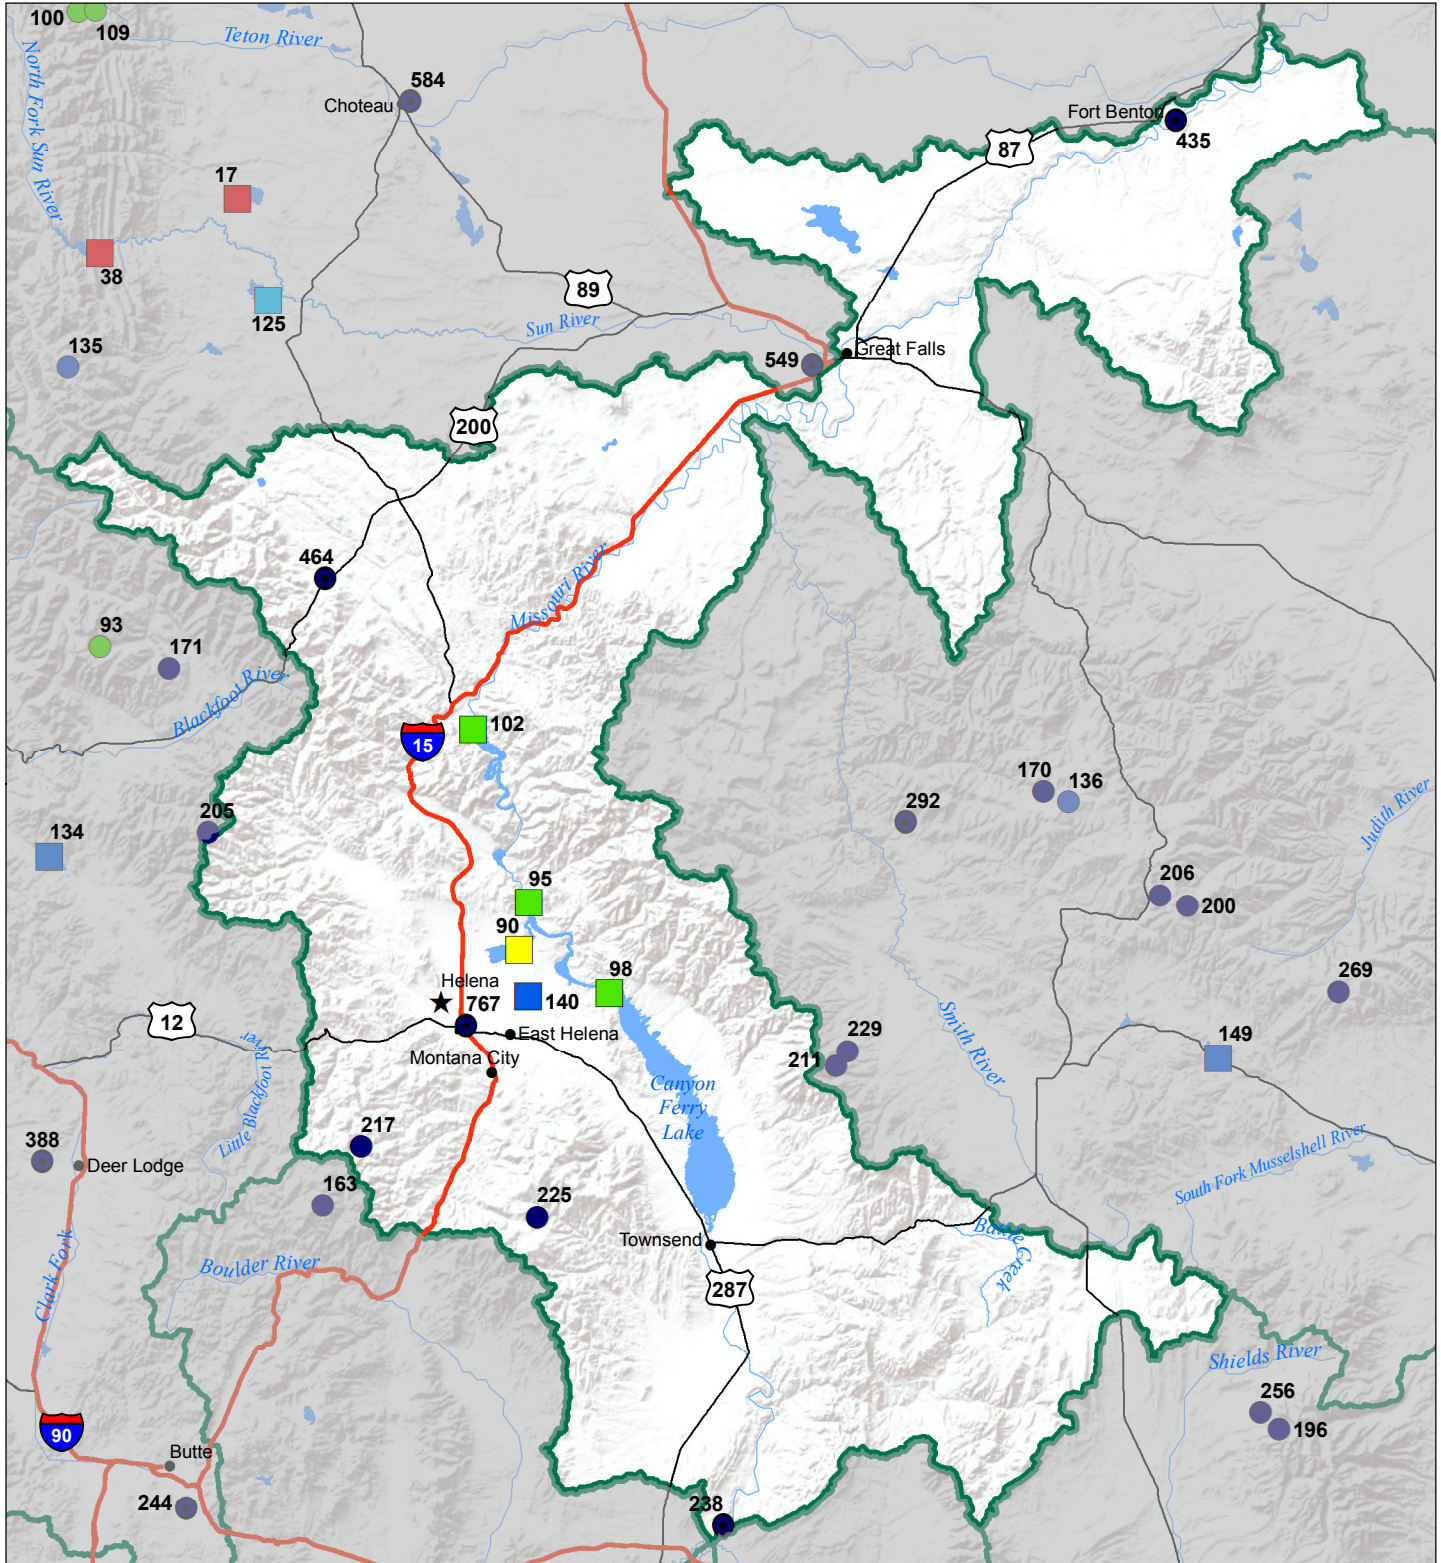 100
109
Teton River
North Fork Sun River
584
Choteau
Fort Benton
435
87
17
38
125
89
Sun River
135
549
Great Falls
200
464
Missouri River
93
171
Blackfoot River
102
15
170
136
292
Judith River
205
134
95
90
206
200
98
Helena
767
140
269
12
East Helena
Smith River
229
211
149
Montana City
Little Blackfoot River
Canyon
Ferry
Lake
217
388
Deer Lodge
South Fork Musselshell River
163
225
Townsend
Battle Creek
Clark Fork
Boulder River
287
Shields River
256
196
90
Butte
244
238